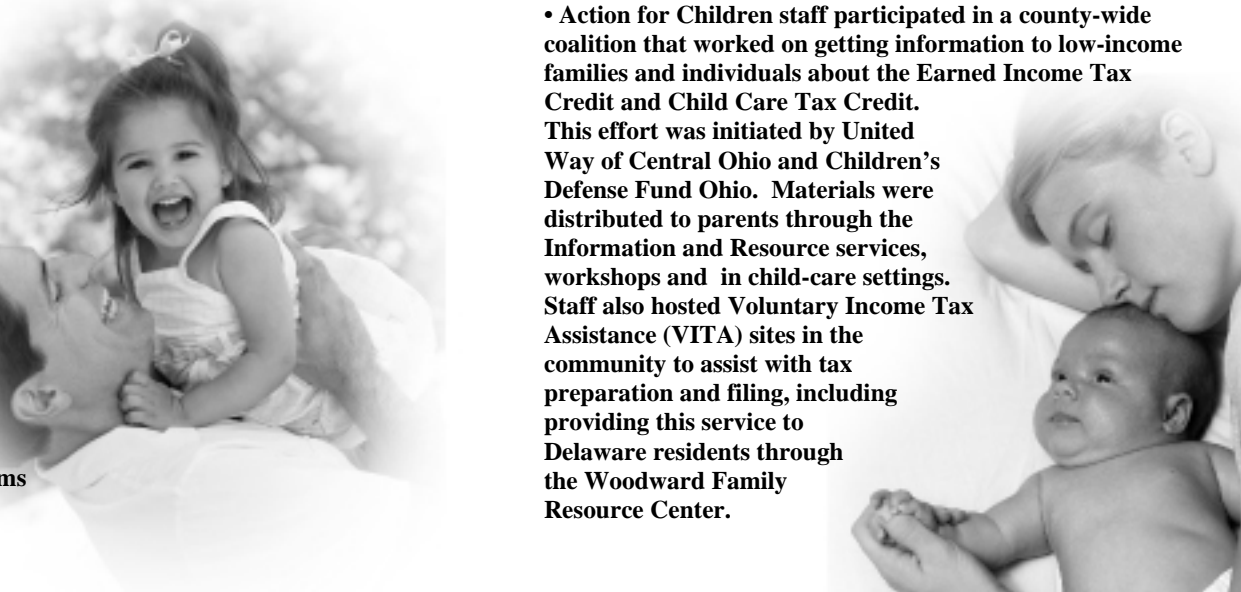 • Action for Children staff participated in a county-wide
coalition that worked on getting information to low-income
families and individuals about the Earned Income Tax
Credit and Child Care Tax Credit.
This effort was initiated by United
Way of Central Ohio and Children’s
Defense Fund Ohio.  Materials were
distributed to parents through the
Information and Resource services,
workshops and  in child-care settings.
Staff also hosted Voluntary Income Tax
Assistance (VITA) sites in the
community to assist with tax
preparation and filing, including
providing this service to
Delaware residents through
the Woodward Family
Resource Center.
ms